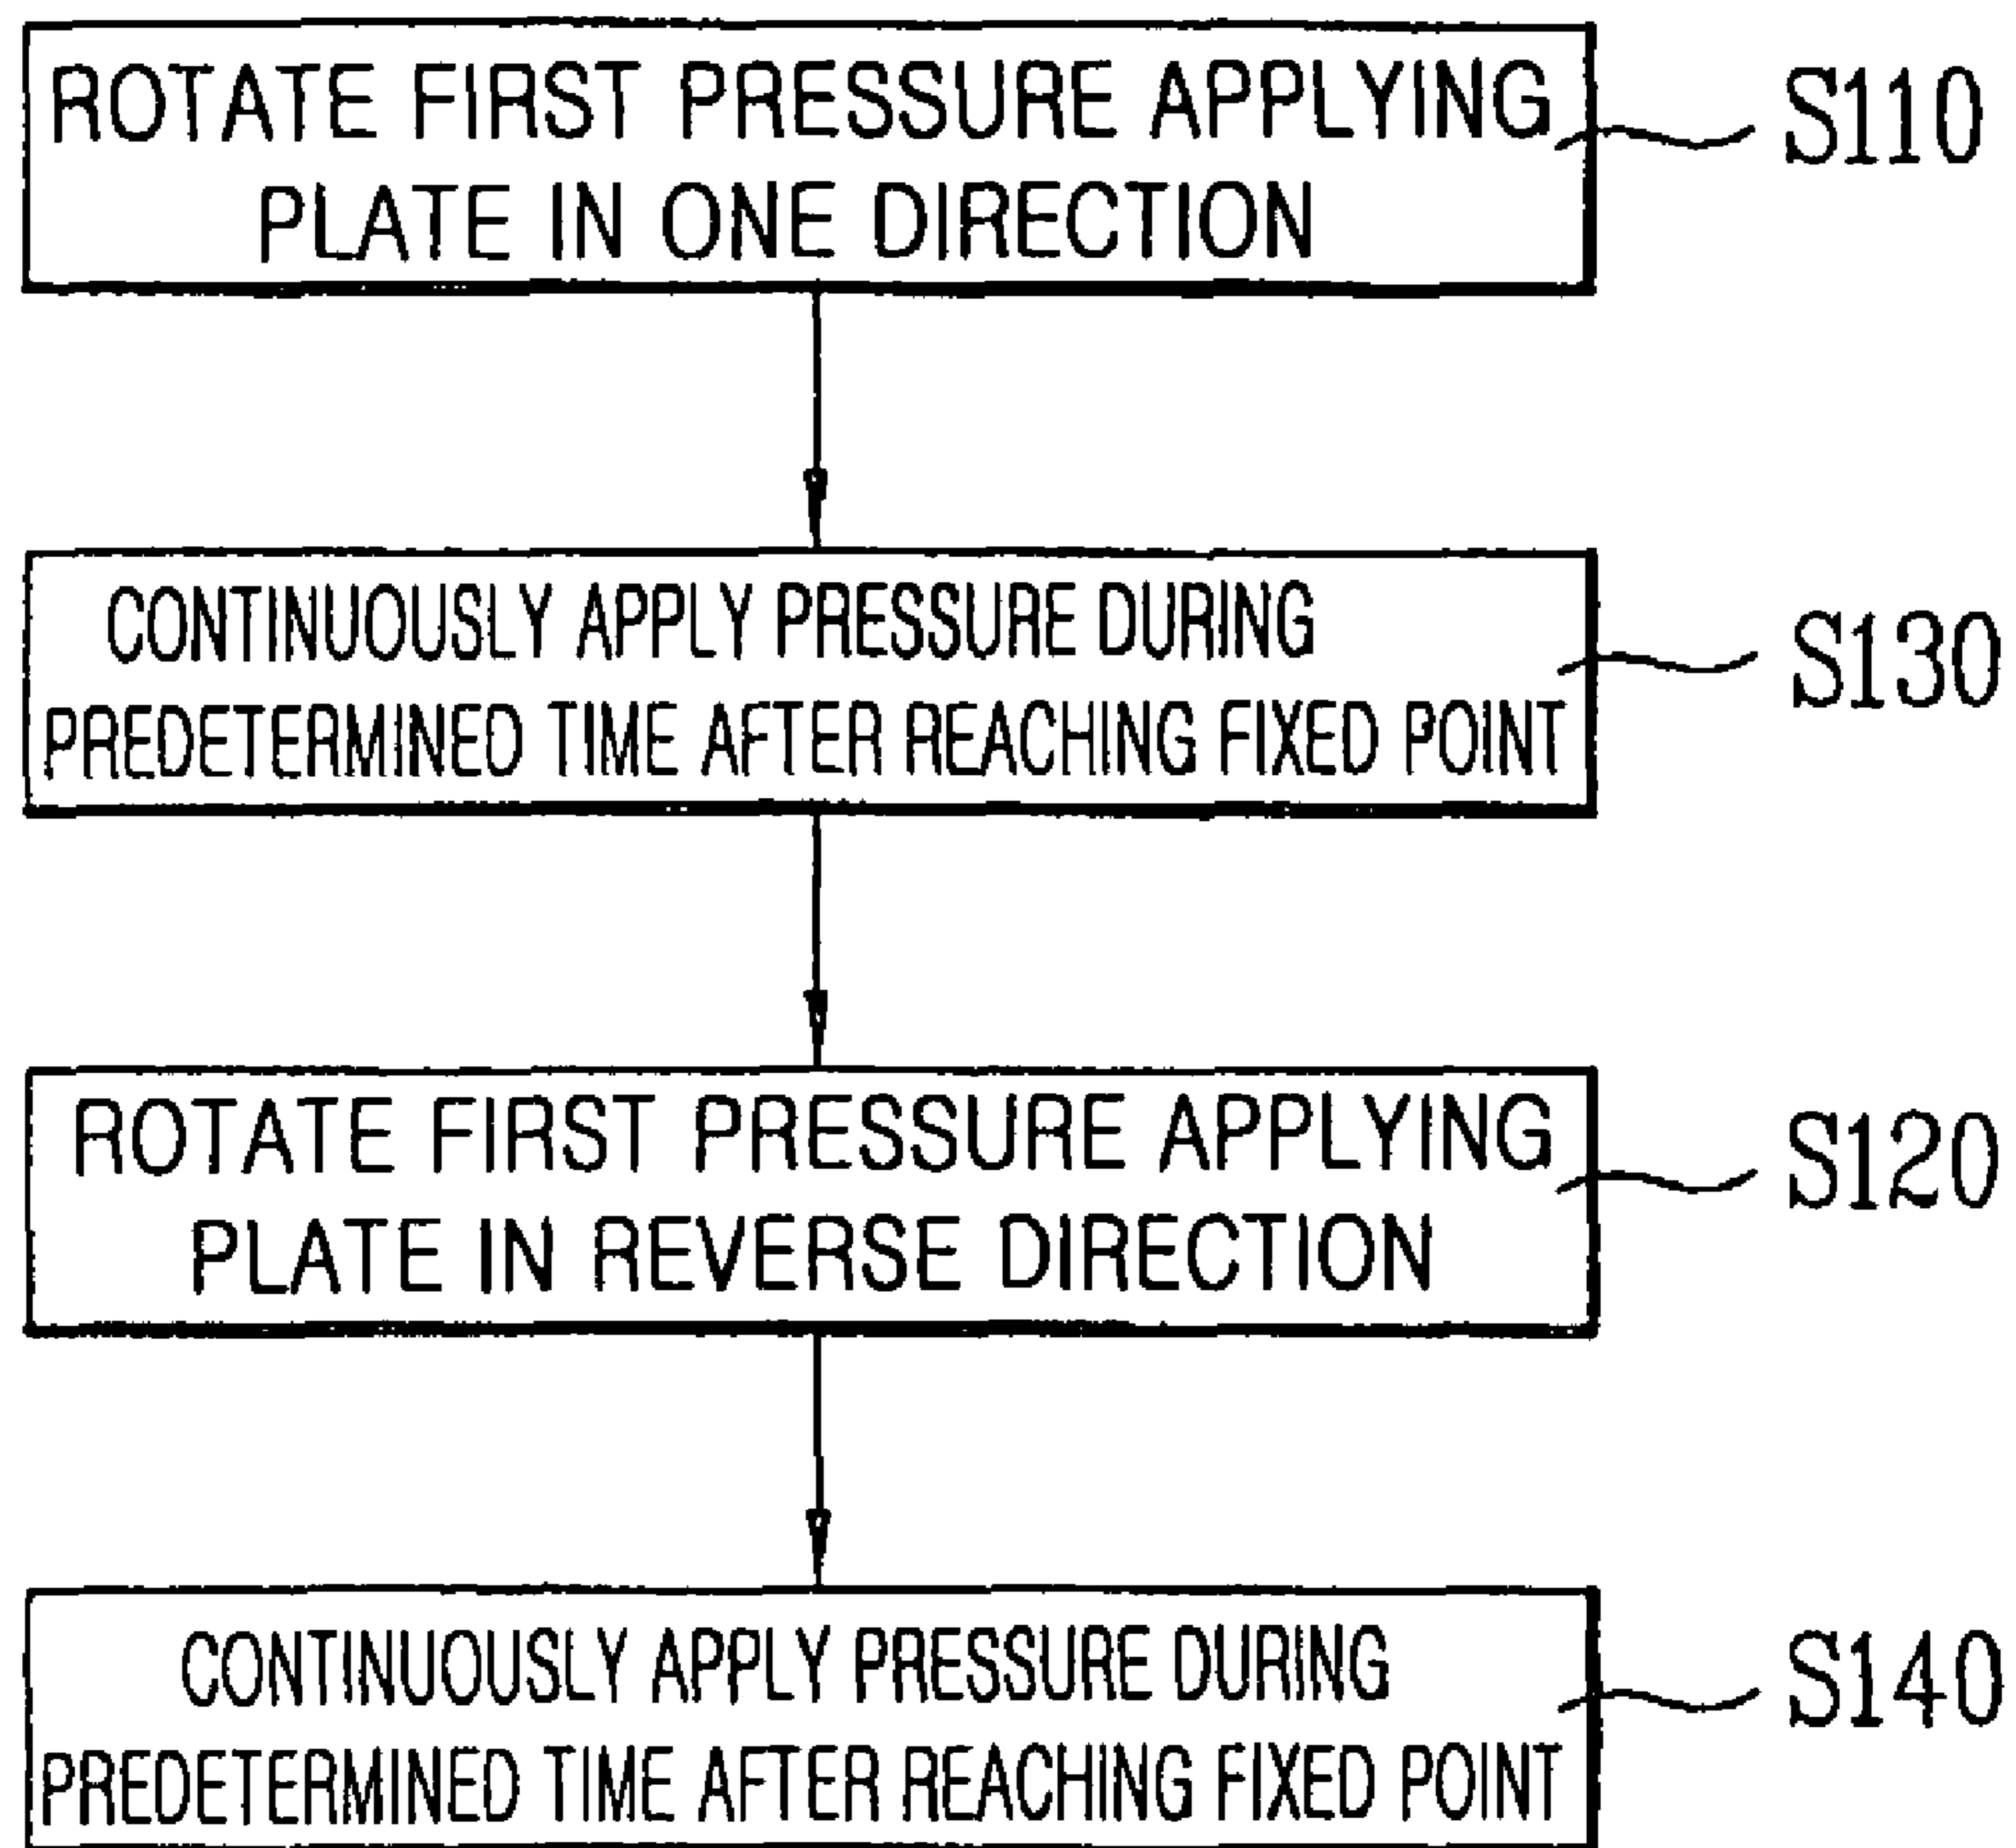 ROTATE FIRST PRESSURE APPLYING
PLATE IN ONE DIRECTION
S110
CONTINUOUSLY APPLY PRESSURE DURING
PREDETERMINED TIME AFTER REACHING FIXED POINT
S130
ROTATE FIRST PRESSURE APPLYING
PLATE IN REVERSE DIRECTION
S120
CONTINUOUSLY APPLY PRESSURE DURING
PREDETERMINED TIME AFTER REACHING FIXED POINT
S140